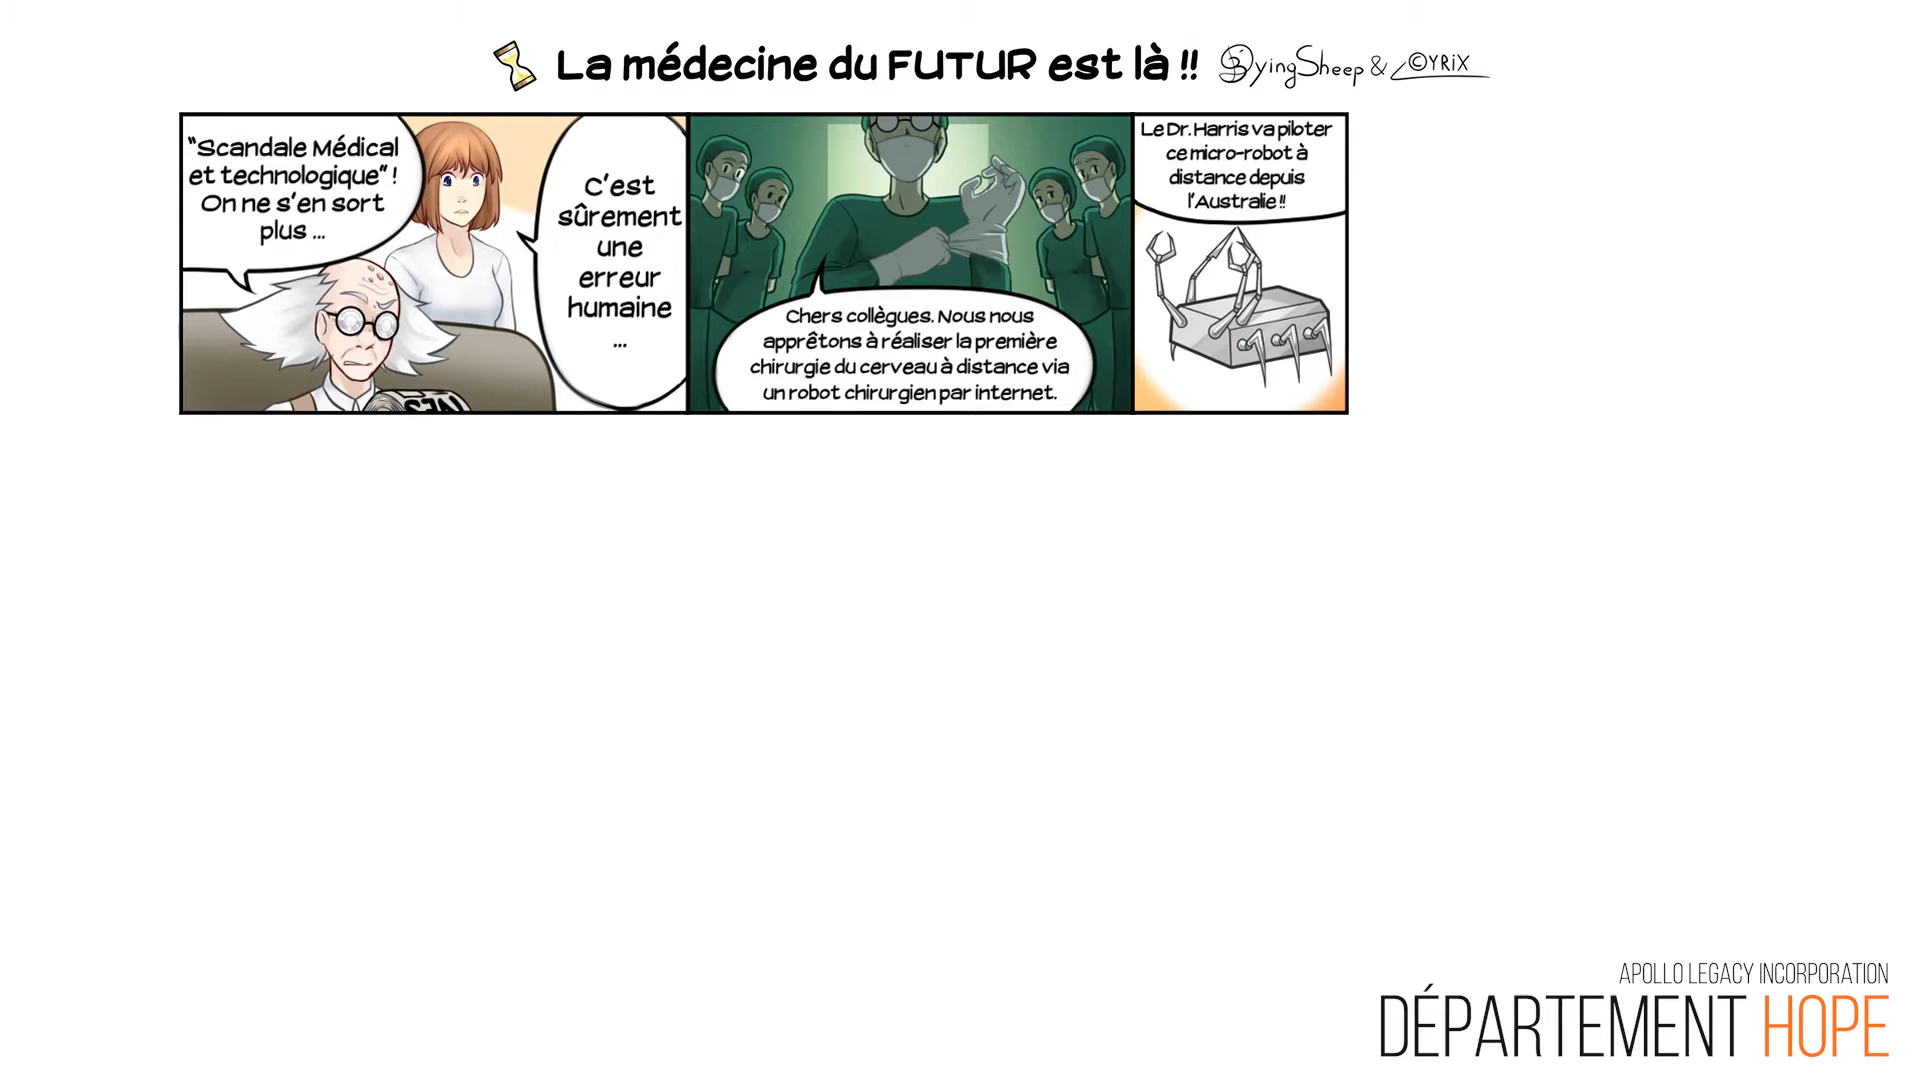 La médecine du FUTUR est là !!
DyingSheep & ©YRiX
"Scandale Médical
et technologique" !
On ne s'en sort
plus ...
C'est
sûrement
une
erreur
humaine
...
Chers collègues. Nous nous
apprêtons à réaliser la première
chirurgie du cerveau à distance via
un robot chirurgien par internet.
Le Dr. Harris va piloter
ce micro-robot à
distance depuis
l'Australie !!
APOLLO LEGACY INCORPORATION
DÉPARTEMENT HOPE